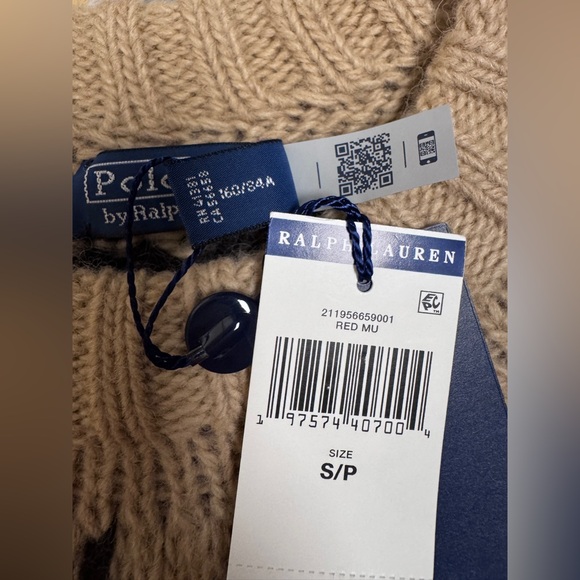 Polo
by Ralp
RN 41381
CA 56658
160/84A
RALPH LAUREN
211956659001
RED MU
1 97574 40700 4
SIZE
S/P